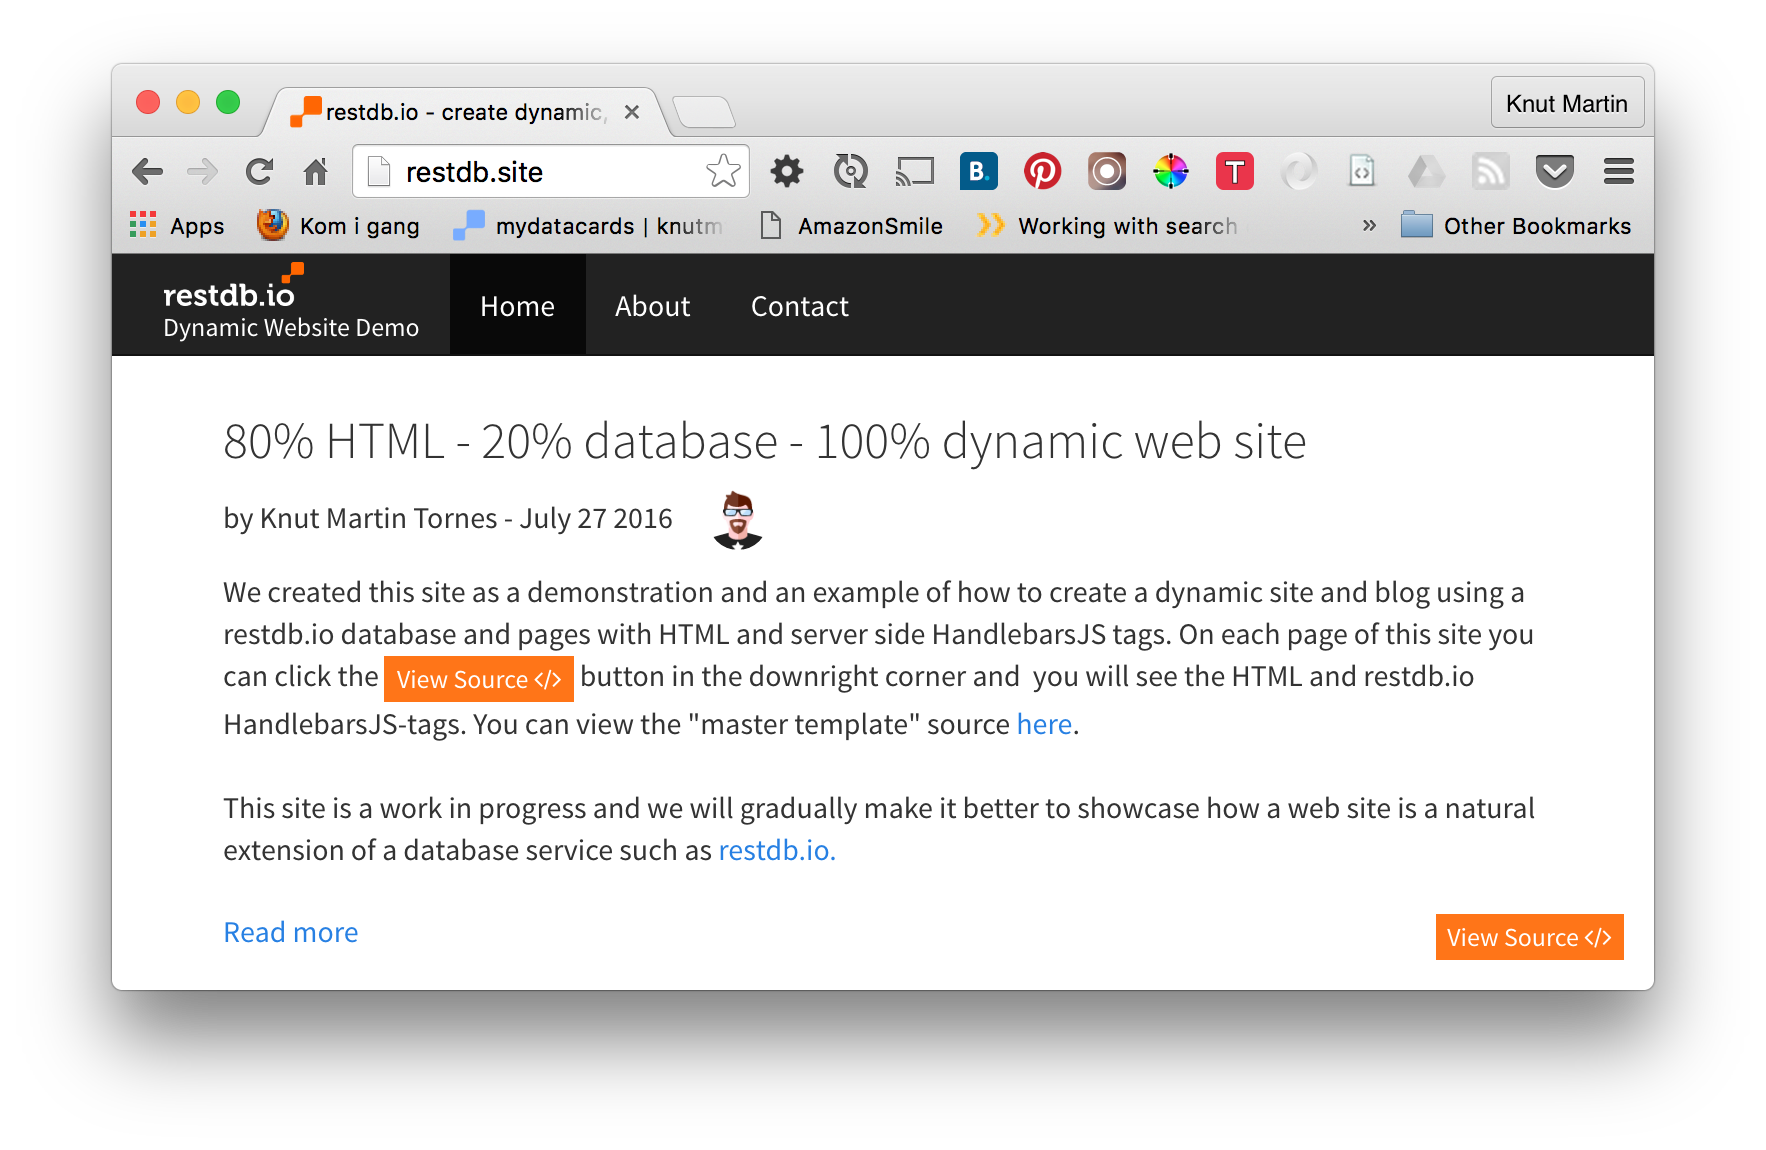 restdb.io - create dynamic,
Knut Martin
restdb.site
B.
T
Apps
Kom i gang
mydatacards | knutm
AmazonSmile
Working with search
»
Other Bookmarks
restdb.io
Dynamic Website Demo
Home
About
Contact
80% HTML - 20% database - 100% dynamic web site
by Knut Martin Tornes - July 27 2016
We created this site as a demonstration and an example of how to create a dynamic site and blog using a
restdb.io database and pages with HTML and server side HandlebarsJS tags. On each page of this site you
can click the View Source </> button in the downright corner and  you will see the HTML and restdb.io
HandlebarsJS-tags. You can view the "master template" source here.
This site is a work in progress and we will gradually make it better to showcase how a web site is a natural
extension of a database service such as restdb.io.
Read more
View Source </>